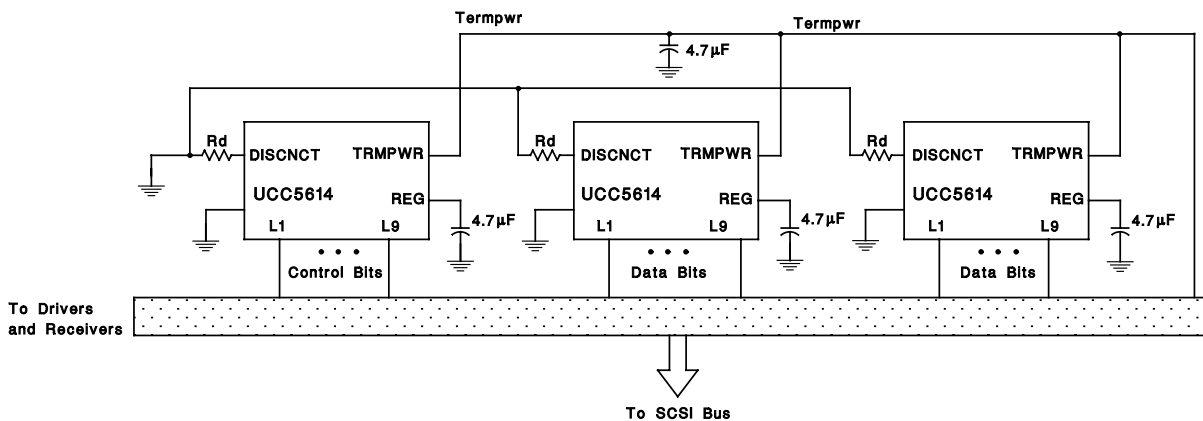 Termpwr
Termpwr
4.7µF
Rd
DISCNCT
TRMPWR
UCC5614
REG
L1
L9
4.7µF
• • •
Control Bits
Rd
DISCNCT
TRMPWR
UCC5614
REG
L1
L9
4.7µF
• • •
Data Bits
Rd
DISCNCT
TRMPWR
UCC5614
REG
L1
L9
4.7µF
• • •
Data Bits
To Drivers
and Receivers
To SCSI Bus